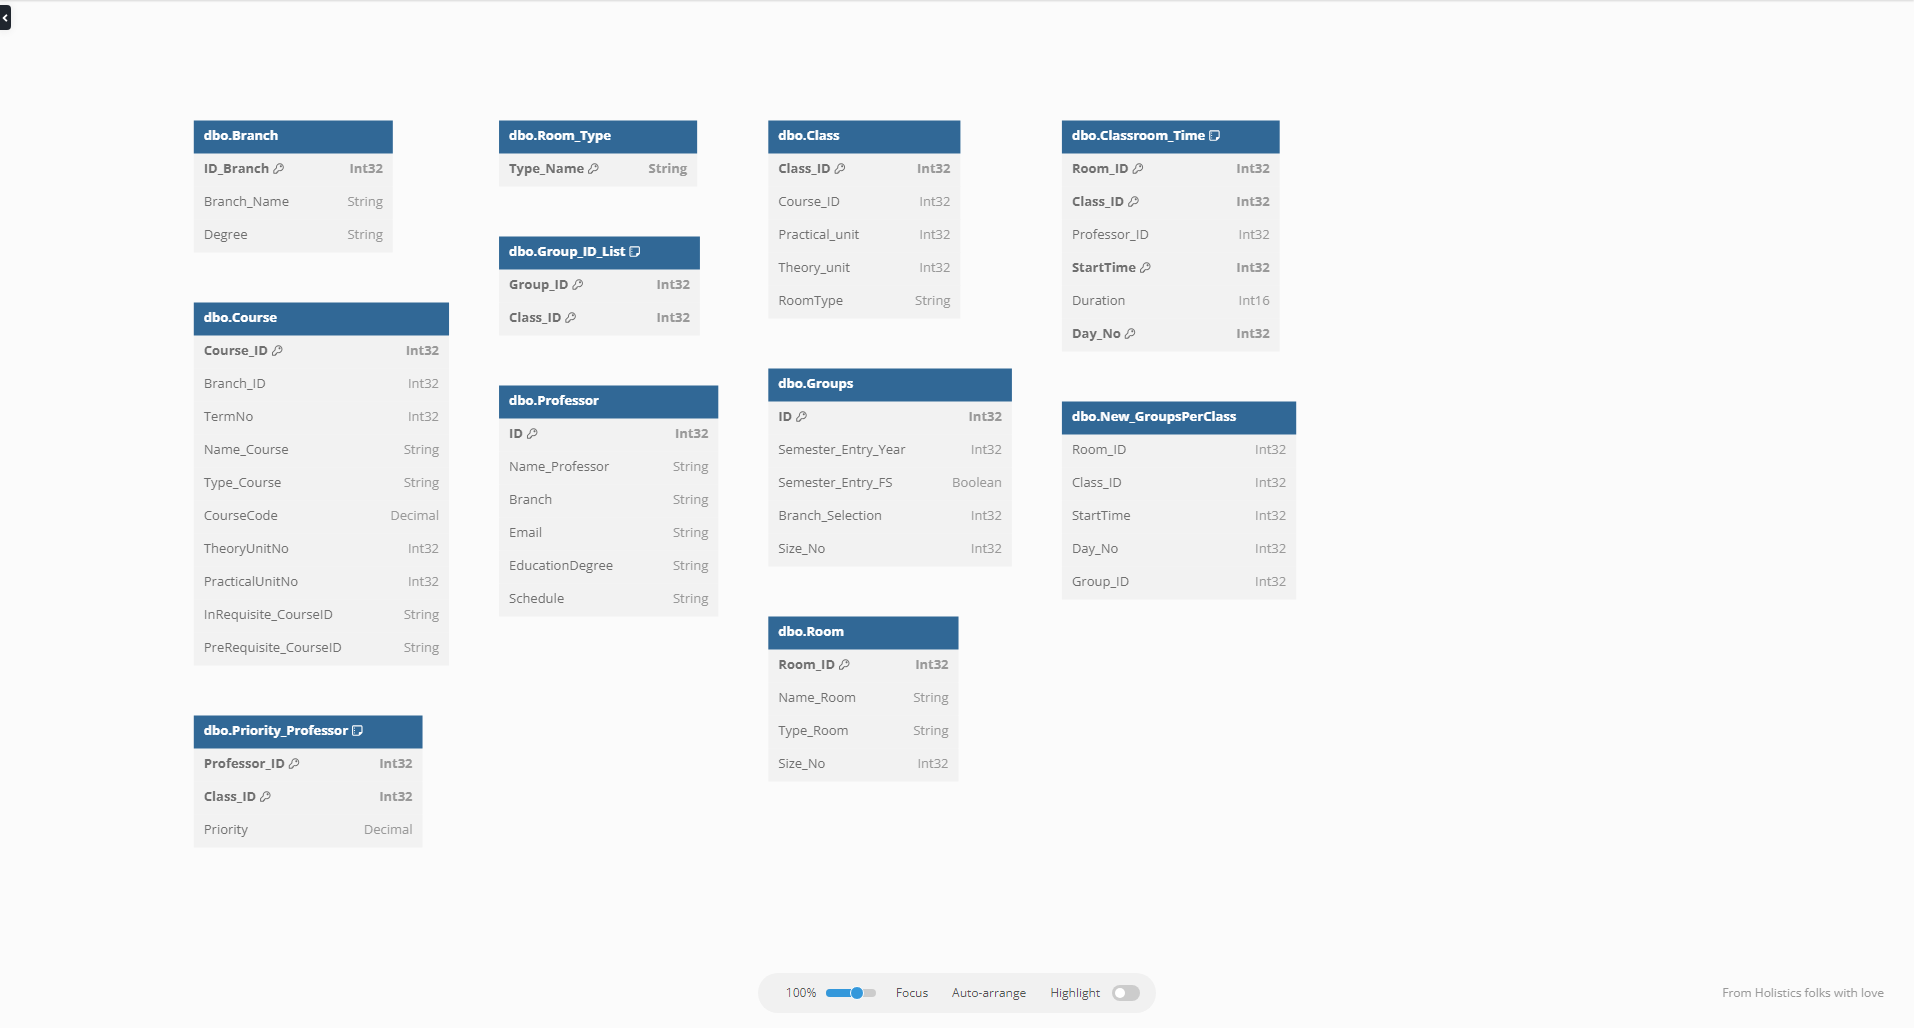 dbo.Branch
ID_Branch Int32
Branch_Name String
Degree String
dbo.Course
Course_ID Int32
Branch_ID Int32
TermNo Int32
Name_Course String
Type_Course String
CourseCode Decimal
TheoryUnitNo Int32
PracticalUnitNo Int32
InRequisite_CourseID String
PreRequisite_CourseID String
dbo.Priority_Professor
Professor_ID Int32
Class_ID Int32
Priority Decimal
dbo.Room_Type
Type_Name String
dbo.Group_ID_List
Group_ID Int32
Class_ID Int32
dbo.Professor
ID Int32
Name_Professor String
Branch String
Email String
EducationDegree String
Schedule String
dbo.Class
Class_ID Int32
Course_ID Int32
Practical_unit Int32
Theory_unit Int32
RoomType String
dbo.Groups
ID Int32
Semester_Entry_Year Int32
Semester_Entry_FS Boolean
Branch_Selection Int32
Size_No Int32
dbo.Room
Room_ID Int32
Name_Room String
Type_Room String
Size_No Int32
dbo.Classroom_Time
Room_ID Int32
Class_ID Int32
Professor_ID Int32
StartTime Int32
Duration Int16
Day_No Int32
dbo.New_GroupsPerClass
Room_ID Int32
Class_ID Int32
StartTime Int32
Day_No Int32
Group_ID Int32
100% Focus Auto-arrange Highlight
From Holistics folks with love